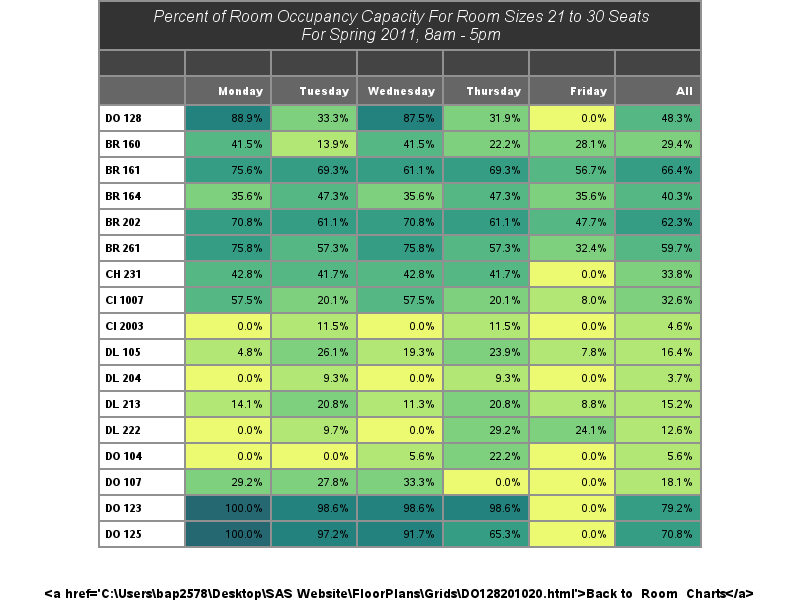 Percent of Room Occupancy Capacity For Room Sizes 21 to 30 Seats
For Spring 2011, 8am - 5pm
Monday Tuesday Wednesday Thursday Friday All
DO 128 88.9% 33.3% 87.5% 31.9% 0.0% 48.3%
BR 160 41.5% 13.9% 41.5% 22.2% 28.1% 29.4%
BR 161 75.6% 69.3% 61.1% 69.3% 56.7% 66.4%
BR 164 35.6% 47.3% 35.6% 47.3% 35.6% 40.3%
BR 202 70.8% 61.1% 70.8% 61.1% 47.7% 62.3%
BR 261 75.8% 57.3% 75.8% 57.3% 32.4% 59.7%
CH 231 42.8% 41.7% 42.8% 41.7% 0.0% 33.8%
CI 1007 57.5% 20.1% 57.5% 20.1% 8.0% 32.6%
CI 2003 0.0% 11.5% 0.0% 11.5% 0.0% 4.6%
DL 105 4.8% 26.1% 19.3% 23.9% 7.8% 16.4%
DL 204 0.0% 9.3% 0.0% 9.3% 0.0% 3.7%
DL 213 14.1% 20.8% 11.3% 20.8% 8.8% 15.2%
DL 222 0.0% 9.7% 0.0% 29.2% 24.1% 12.6%
DO 104 0.0% 0.0% 5.6% 22.2% 0.0% 5.6%
DO 107 29.2% 27.8% 33.3% 0.0% 0.0% 18.1%
DO 123 100.0% 98.6% 98.6% 98.6% 0.0% 79.2%
DO 125 100.0% 97.2% 91.7% 65.3% 0.0% 70.8%
<a href='C:\Users\bap2578\Desktop\SAS Website\FloorPlans\Grids\DO128201020.html'>Back to Room Charts</a>